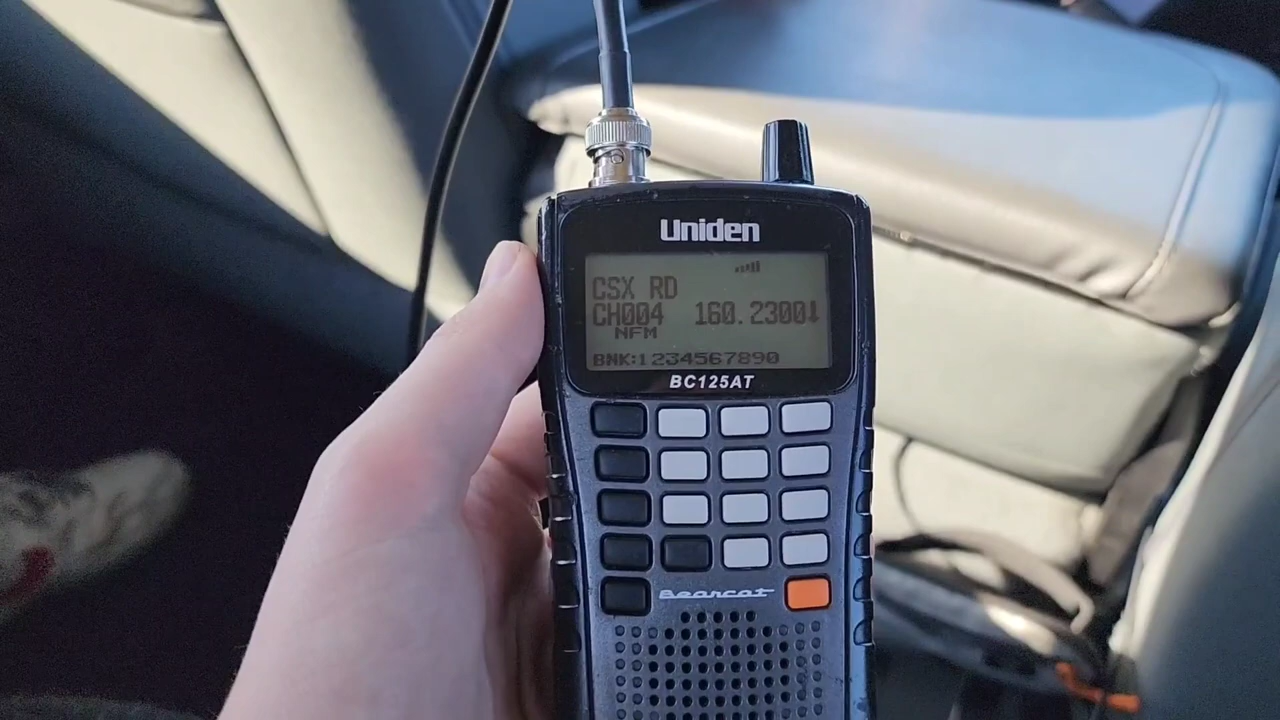 Uniden
CSX RD
CH004 160.2300
NFM
BNK:1234567890
BC125AT
Bearcat